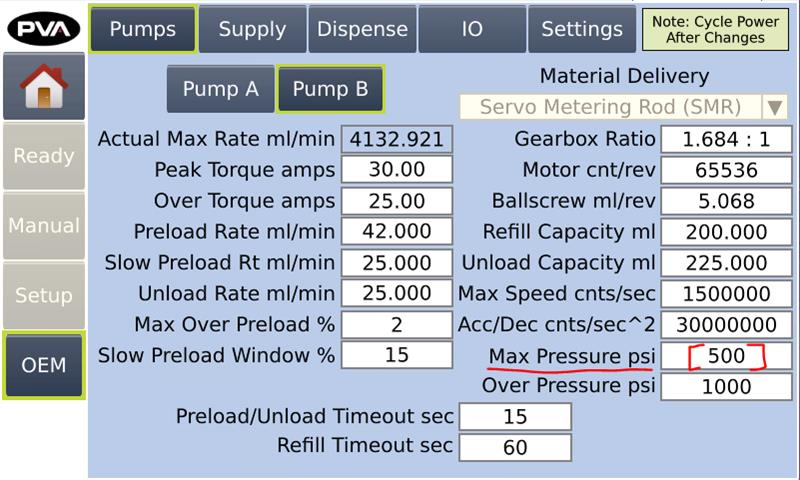 PVA
Pumps
Supply
Dispense
IO
Settings
Note: Cycle Power
After Changes
Ready
Manual
Setup
OEM
Pump A
Pump B
Material Delivery
Servo Metering Rod (SMR)
Actual Max Rate ml/min 4132.921
Peak Torque amps 30.00
Over Torque amps 25.00
Preload Rate ml/min 42.000
Slow Preload Rt ml/min 25.000
Unload Rate ml/min 25.000
Max Over Preload % 2
Slow Preload Window % 15
Gearbox Ratio 1.684 : 1
Motor cnt/rev 65536
Ballscrew ml/rev 5.068
Refill Capacity ml 200.000
Unload Capacity ml 225.000
Max Speed cnts/sec 1500000
Acc/Dec cnts/sec^2 30000000
Max Pressure psi 500
Over Pressure psi 1000
Preload/Unload Timeout sec 15
Refill Timeout sec 60